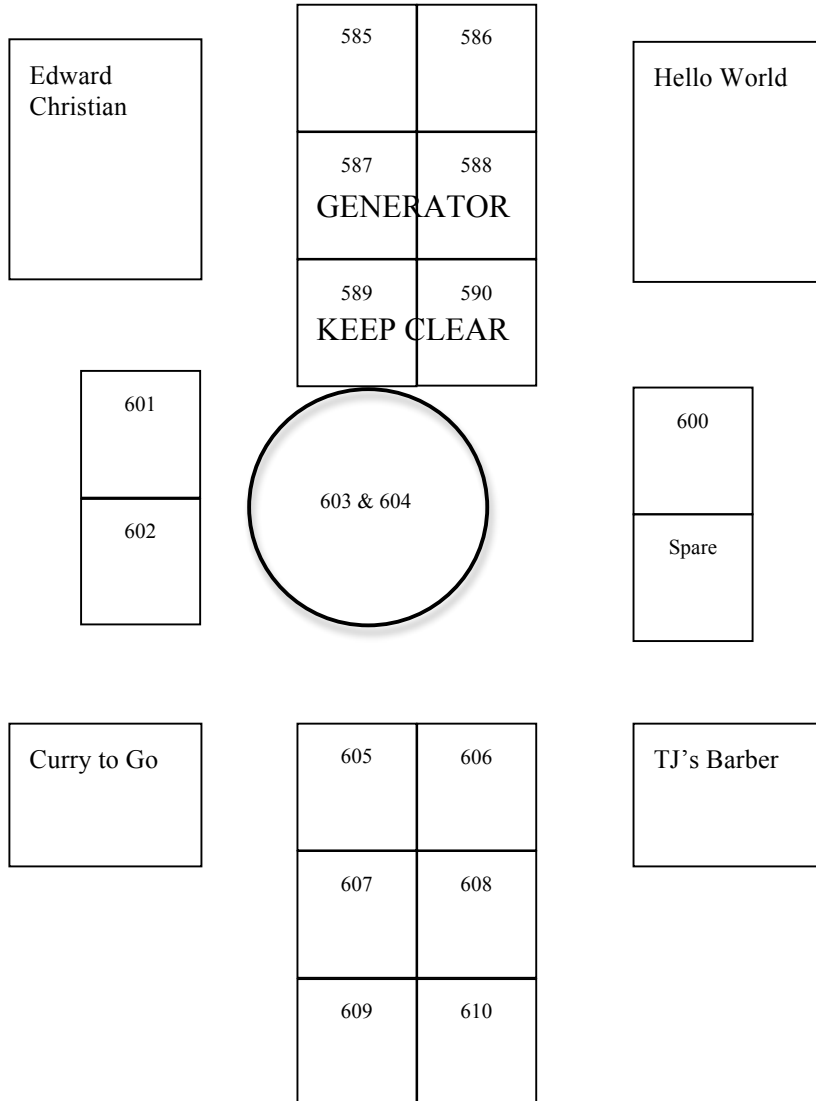 585 586
Edward
Christian
Hello World
587 588
GENERATOR
589 590
KEEP CLEAR
601
600
603 & 604
602
Spare
Curry to Go
605 606
TJ’s Barber
607 608
609 610